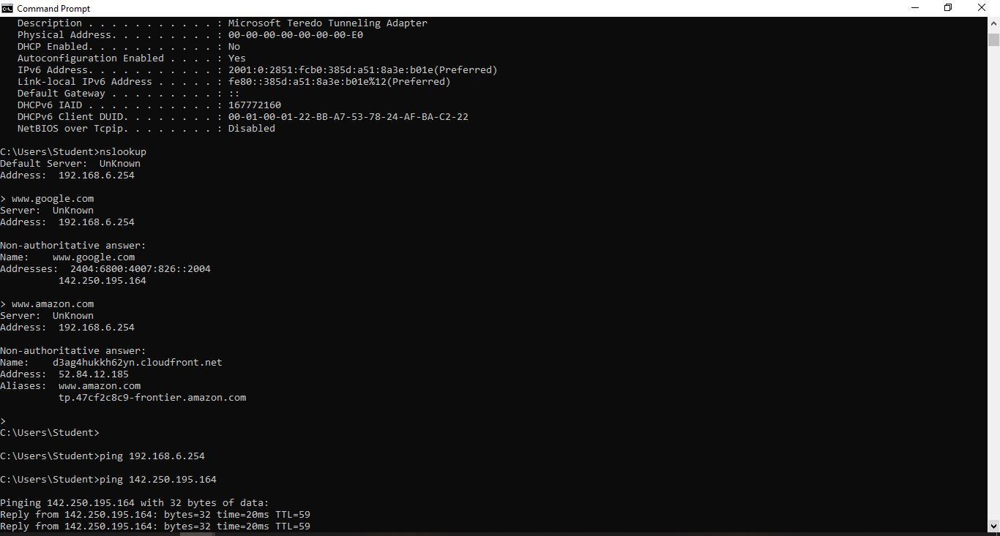 Command Prompt
Description . . . . . . . . . . . : Microsoft Teredo Tunneling Adapter
Physical Address. . . . . . . . . : 00-00-00-00-00-00-00-E0
DHCP Enabled. . . . . . . . . . . : No
Autoconfiguration Enabled . . . . : Yes
IPv6 Address. . . . . . . . . . . : 2001:0:2851:fcb0:385d:a51:8a3e:b01e(Preferred)
Link-local IPv6 Address . . . . . : fe80::385d:a51:8a3e:b01e%12(Preferred)
Default Gateway . . . . . . . . . : ::
DHCPv6 IAID . . . . . . . . . . . : 167772160
DHCPv6 Client DUID. . . . . . . . : 00-01-00-01-22-BB-A7-53-78-24-AF-BA-C2-22
NetBIOS over Tcpip. . . . . . . . : Disabled
C:\Users\Student>nslookup
Default Server:  UnKnown
Address:  192.168.6.254
> www.google.com
Server:  UnKnown
Address:  192.168.6.254
Non-authoritative answer:
Name:    www.google.com
Addresses:  2404:6800:4007:826::2004
142.250.195.164
> www.amazon.com
Server:  UnKnown
Address:  192.168.6.254
Non-authoritative answer:
Name:    d3ag4hukkh62yn.cloudfront.net
Address:  52.84.12.185
Aliases:  www.amazon.com
tp.47cf2c8c9-frontier.amazon.com
>
C:\Users\Student>
C:\Users\Student>ping 192.168.6.254
C:\Users\Student>ping 142.250.195.164
Pinging 142.250.195.164 with 32 bytes of data:
Reply from 142.250.195.164: bytes=32 time=20ms TTL=59
Reply from 142.250.195.164: bytes=32 time=20ms TTL=59